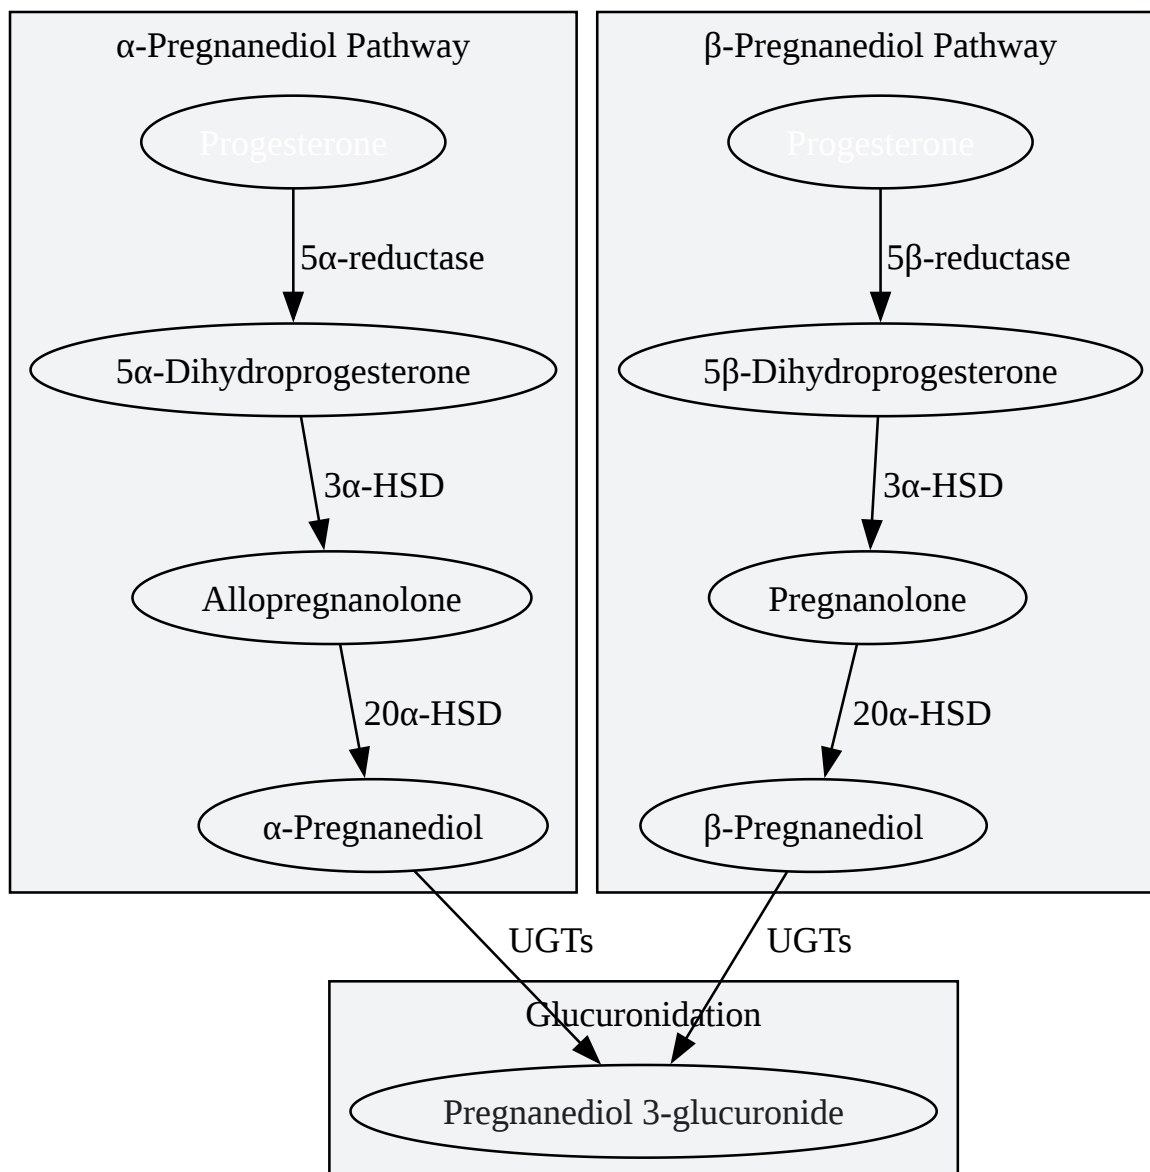 α-Pregnanediol Pathway
Progesterone
5α-reductase
5α-Dihydroprogesterone
3α-HSD
Allopregnanolone
20α-HSD
α-Pregnanediol
UGTs
β-Pregnanediol Pathway
Progesterone
5β-reductase
5β-Dihydroprogesterone
3α-HSD
Pregnanolone
20α-HSD
β-Pregnanediol
UGTs
Glucuronidation
Pregnanediol 3-glucuronide